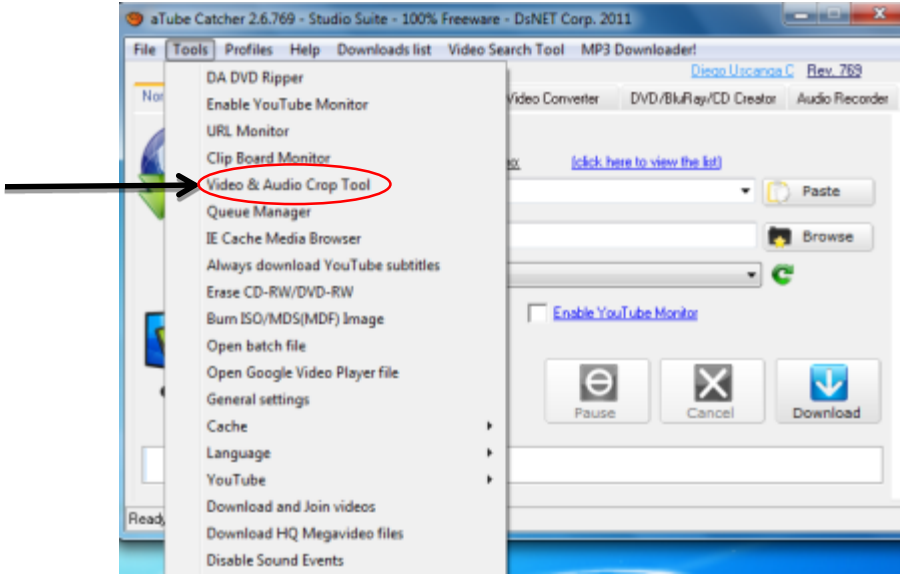 aTube Catcher 2.6.769 - Studio Suite - 100% Freeware - DsNET Corp. 2011
File Tools Profiles Help Downloads list Video Search Tool MP3 Downloader!
Diego Uscanga C Rev. 769
Video Converter DVD/BluRay/CD Creator Audio Recorder
DA DVD Ripper
Enable YouTube Monitor
URL Monitor
Clip Board Monitor
(click here to view the list)
Video & Audio Crop Tool
Paste
Queue Manager
IE Cache Media Browser
Browse
Always download YouTube subtitles
Erase CD-RW/DVD-RW
Enable YouTube Monitor
Burn ISO/MDS(MDF) Image
Open batch file
Open Google Video Player file
General settings
Pause Cancel Download
Cache
Language
YouTube
Download and Join videos
Ready
Download HQ Megavideo files
Disable Sound Events